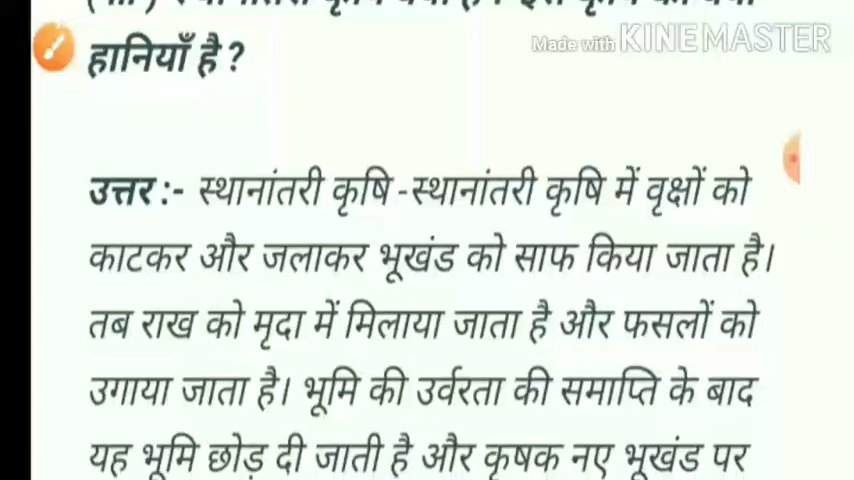 हानियाँ है ?
Made with KINEMASTER
उत्तर :- स्थानांतरी कृषि -स्थानांतरी कृषि में वृक्षों को
काटकर और जलाकर भूखंड को साफ किया जाता है।
तब राख को मृदा में मिलाया जाता है और फसलों को
उगाया जाता है। भूमि की उर्वरता की समाप्ति के बाद
यह भूमि छोड़ दी जाती है और कृषक नए भूखंड पर